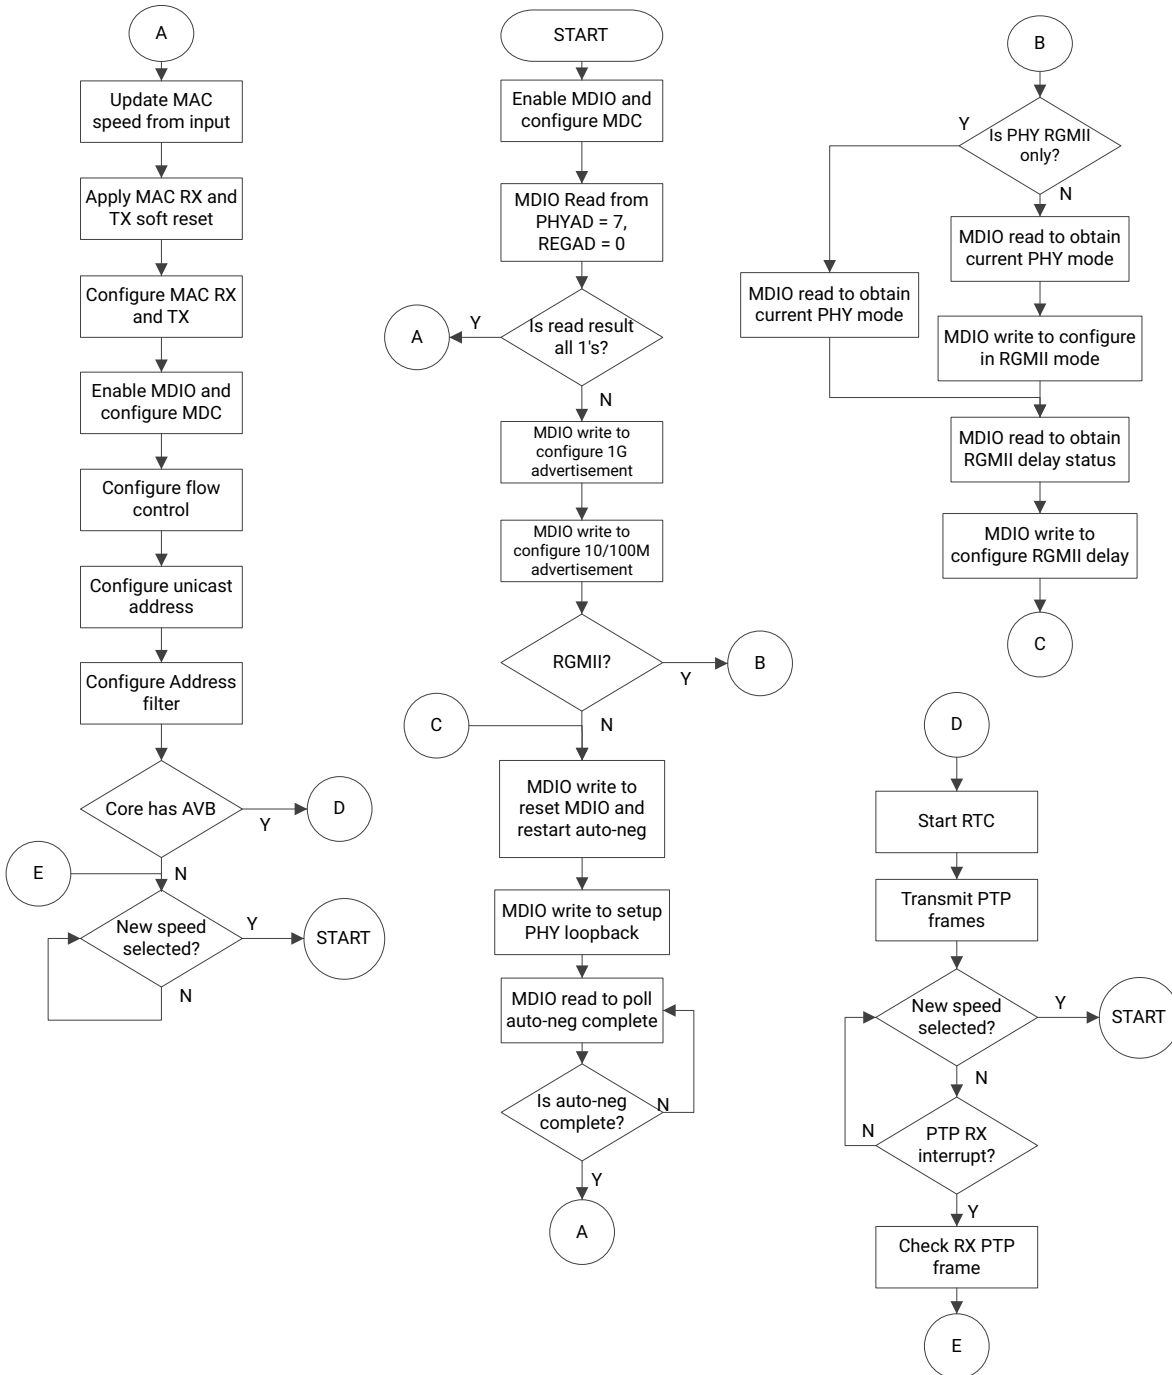 A
Update MAC
speed from input
Apply MAC RX and
TX soft reset
Configure MAC RX
and TX
Enable MDIO and
configure MDC
Configure flow
control
Configure unicast
address
Configure Address
filter
Core has AVB
Y
D
N
E
New speed
selected?
Y
START
N
START
Enable MDIO and
configure MDC
MDIO Read from
PHYAD = 7,
REGAD = 0
Is read result
all 1's?
Y
A
N
MDIO write to
configure 1G
advertisement
MDIO write to
configure 10/100M
advertisement
RGMII?
Y
B
N
C
MDIO write to
reset MDIO and
restart auto-neg
MDIO write to setup
PHY loopback
MDIO read to poll
auto-neg complete
Is auto-neg
complete?
N
Y
A
B
Is PHY RGMII
only?
Y
N
MDIO read to obtain
current PHY mode
MDIO read to obtain
current PHY mode
MDIO write to configure
in RGMII mode
MDIO read to obtain
RGMII delay status
MDIO write to
configure RGMII delay
C
D
Start RTC
Transmit PTP
frames
New speed
selected?
Y
START
N
PTP RX
interrupt?
N
Y
Check RX PTP
frame
E